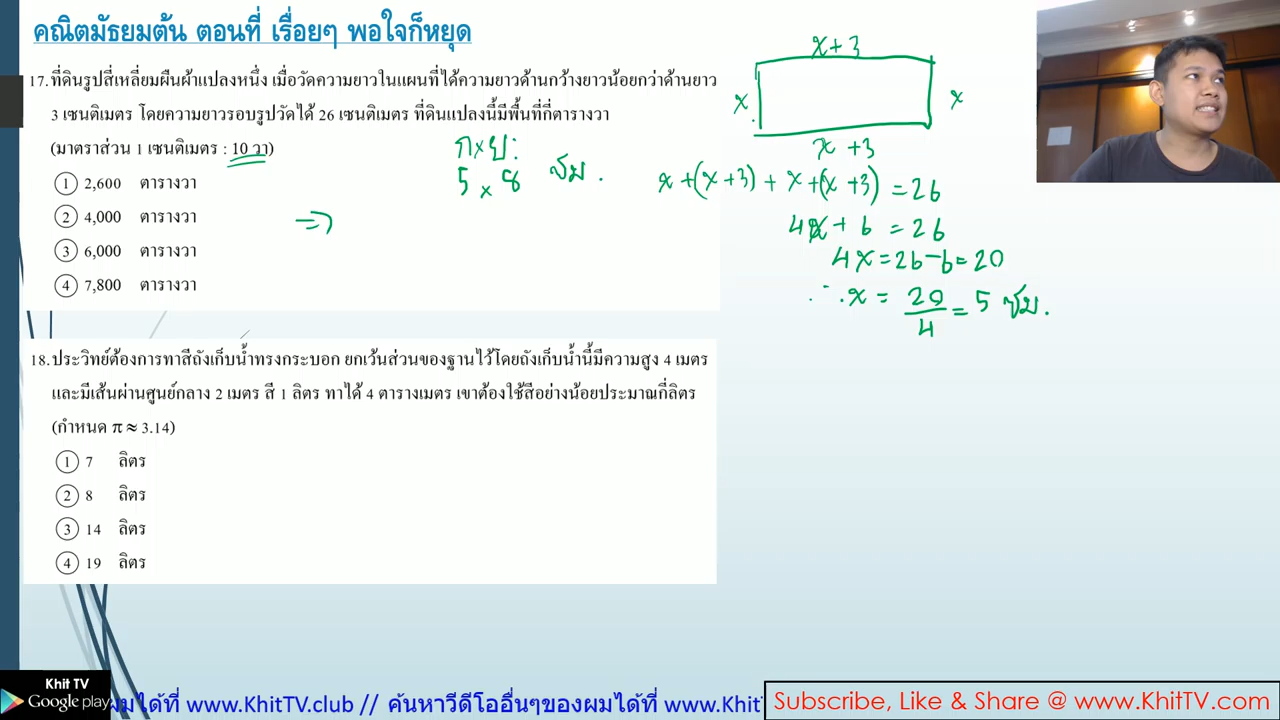 คณิตมัธยมต้น ตอนที่ เรื่อยๆ พอใจก็หยุด
17. ที่ดินรูปสี่เหลี่ยมผืนผ้าแปลงหนึ่ง เมื่อวัดความยาวในแผนที่ได้ความยาวด้านกว้างยาวน้อยกว่าด้านยาว
3 เซนติเมตร โดยความยาวรอบรูปวัดได้ 26 เซนติเมตร ที่ดินแปลงนี้มีพื้นที่กี่ตารางวา
(มาตราส่วน 1 เซนติเมตร : 10 วา)
1 2,600 ตารางวา
2 4,000 ตารางวา
3 6,000 ตารางวา
4 7,800 ตารางวา
ก×ย:
5 × 8 ซม.
⇒
x+3
x
x
x+3
x+(x+3)+x+(x+3) = 26
4x + 6 = 26
4x = 26-6 = 20
∴ x = 20/4 = 5 ซม.
18. ประวิทย์ต้องการทาสีถังเก็บน้ำทรงกระบอก ยกเว้นส่วนของฐานไว้โดยถังเก็บน้ำนี้มีความสูง 4 เมตร
และมีเส้นผ่านศูนย์กลาง 2 เมตร สี 1 ลิตร ทาได้ 4 ตารางเมตร เขาต้องใช้สีอย่างน้อยประมาณกี่ลิตร
(กำหนด π ≈ 3.14)
1 7 ลิตร
2 8 ลิตร
3 14 ลิตร
4 19 ลิตร
Khit TV
Google play
ผมได้ที่ www.KhitTV.club // ค้นหาวีดีโออื่นๆของผมได้ที่ www.Khit
Subscribe, Like & Share @ www.KhitTV.com